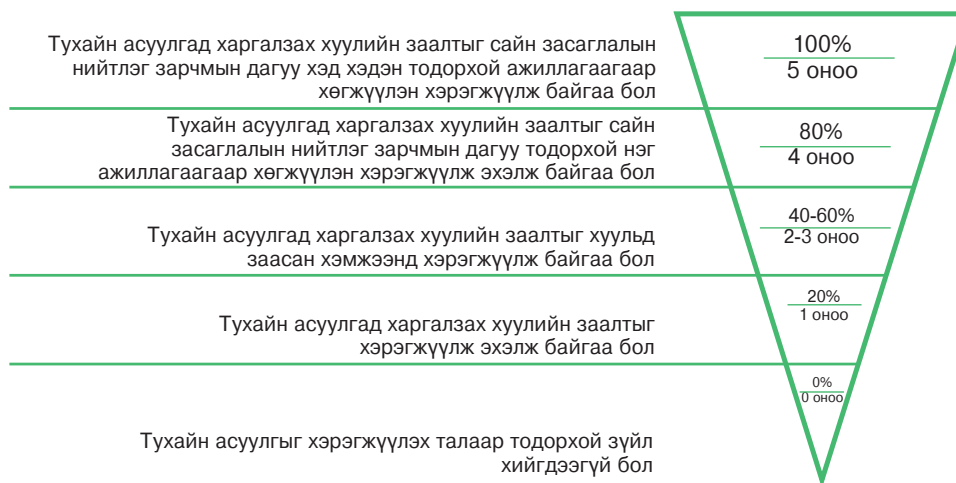 Тухайн асуулгад харгалзах хуулийн заалтыг сайн засаглалын
нийтлэг зарчмын дагуу хэд хэдэн тодорхой ажиллагаагаар
хөгжүүлэн хэрэгжүүлж байгаа бол
100%
5 оноо
Тухайн асуулгад харгалзах хуулийн заалтыг сайн
засаглалын нийтлэг зарчмын дагуу тодорхой нэг
ажиллагаагаар хөгжүүлэн хэрэгжүүлж эхэлж байгаа бол
80%
4 оноо
Тухайн асуулгад харгалзах хуулийн заалтыг хуульд
заасан хэмжээнд хэрэгжүүлж байгаа бол
40-60%
2-3 оноо
Тухайн асуулгад харгалзах хуулийн заалтыг
хэрэгжүүлж эхэлж байгаа бол
20%
1 оноо
Тухайн асуулгыг хэрэгжүүлэх талаар тодорхой зүйл
хийгдээгүй бол
0%
0 оноо